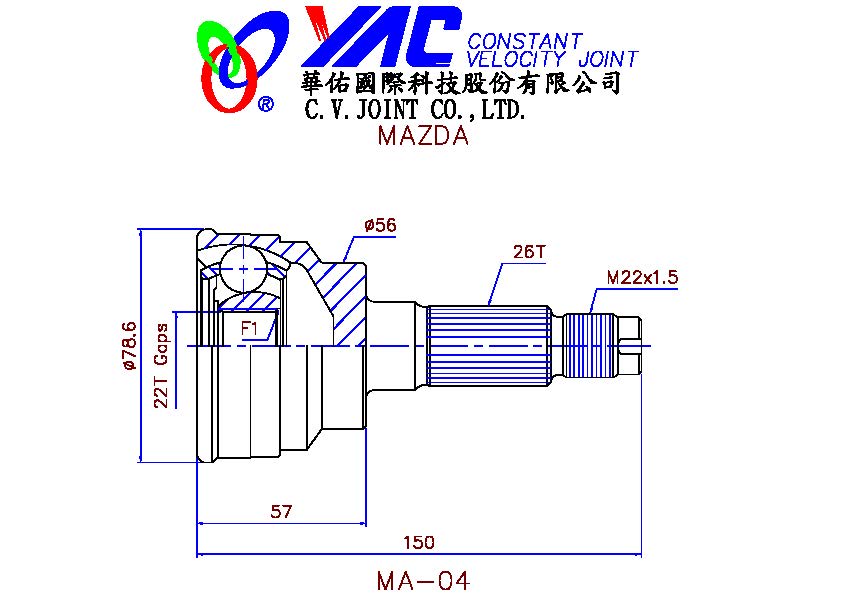 YAC CONSTANT
VELOCITY JOINT
®
華佑國際科技股份有限公司
C.V.JOINT CO.,LTD.
MAZDA
ø56
26T
M22x1.5
F1
ø78.6
22T Gaps
57
150
MA-04